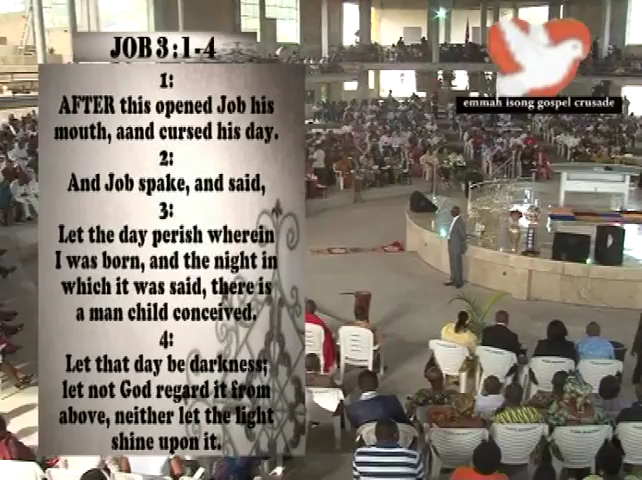 JOB 3:1-4
1:
AFTER this opened Job his
mouth, aand cursed his day.
2:
And Job spake, and said,
3:
Let the day perish wherein
I was born, and the night in
which it was said, there is
a man child conceived.
4:
Let that day be darkness;
let not God regard it from
above, neither let the light
shine upon it.
emmah isong gospel crusade